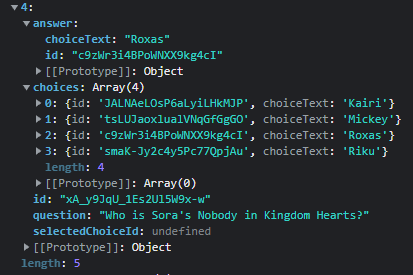 ▼ 4:
▼ answer:
choiceText: "Roxas"
id: "c9zWr3i4BPoWNXX9kg4cI"
▶ [[Prototype]]: Object
▼ choices: Array(4)
▶ 0: {id: 'JALNAeLOsP6aLyiLHkMJP', choiceText: 'Kairi'}
▶ 1: {id: 'tsLUJaoxlualVNqGfGgGO', choiceText: 'Mickey'}
▶ 2: {id: 'c9zWr3i4BPoWNXX9kg4cI', choiceText: 'Roxas'}
▶ 3: {id: 'smaK-Jy2c4y5Pc77QpjAu', choiceText: 'Riku'}
length: 4
▶ [[Prototype]]: Array(0)
id: "xA_y9JqU_1Es2Ul5W9x-w"
question: "Who is Sora's Nobody in Kingdom Hearts?"
selectedChoiceId: undefined
▶ [[Prototype]]: Object
length: 5